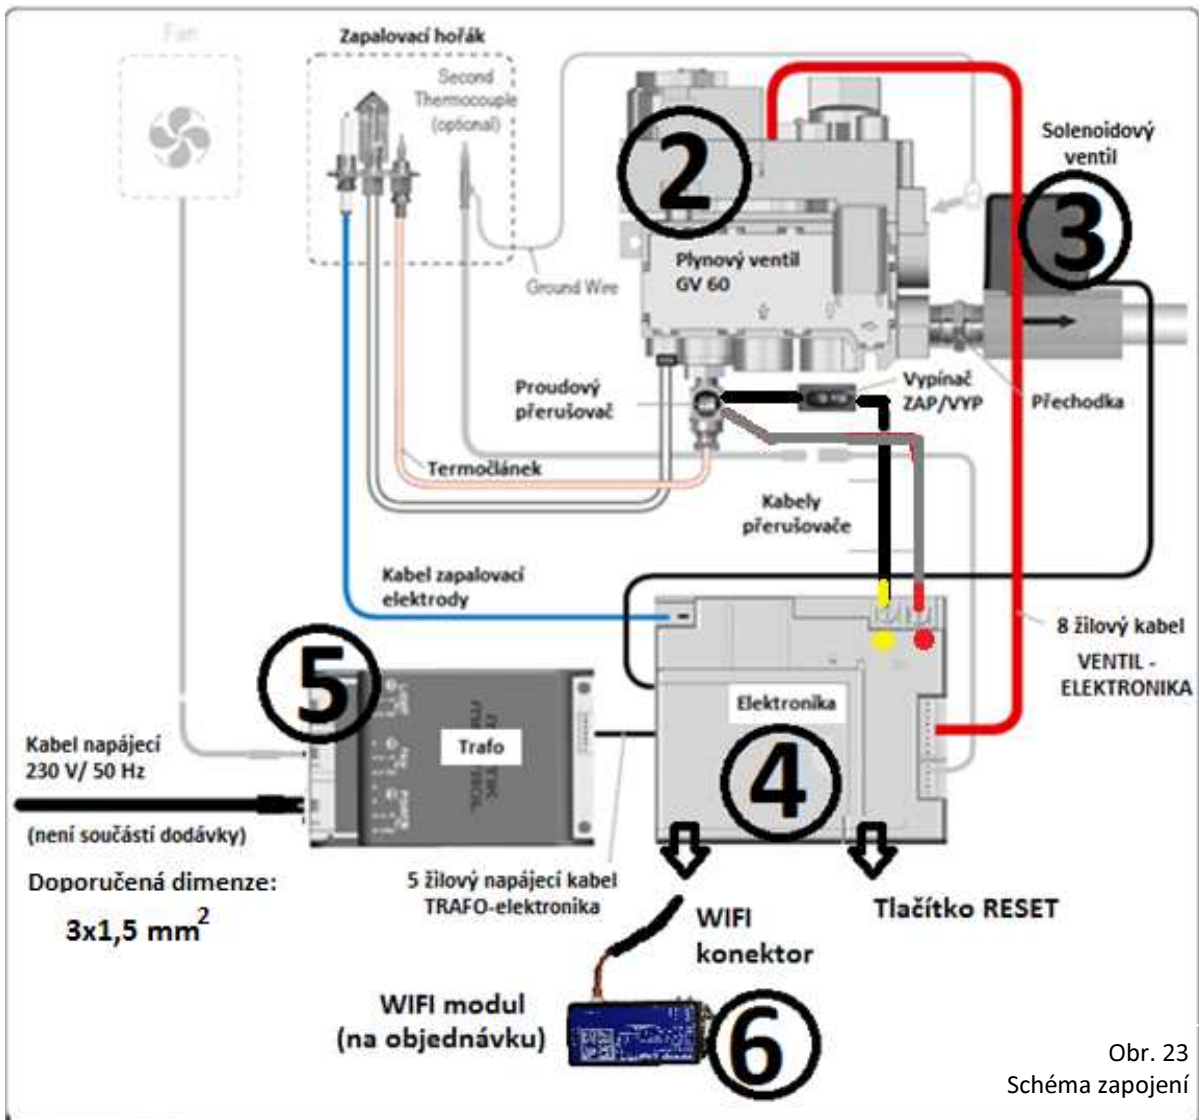 Fan
Zapalovací hořák
Second
Thermocouple
(optional)
2
Solenoidový
ventil
3
Plynový ventil
GV 60
Ground Wire
Proudový
přerušovač
Vypínač
ZAP/VYP
Přechodka
Termočlánek
Kabely
přerušovače
Kabel zapalovací
elektrody
8 žilový kabel
VENTIL -
ELEKTRONIKA
5
Trafo
Elektronika
4
Kabel napájecí
230 V/ 50 Hz
(není součástí dodávky)
Doporučená dimenze:
3x1,5 mm²
5 žilový napájecí kabel
TRAFO-elektronika
WIFI
konektor
Tlačítko RESET
WIFI modul
(na objednávku)
6
Obr. 23
Schéma zapojení